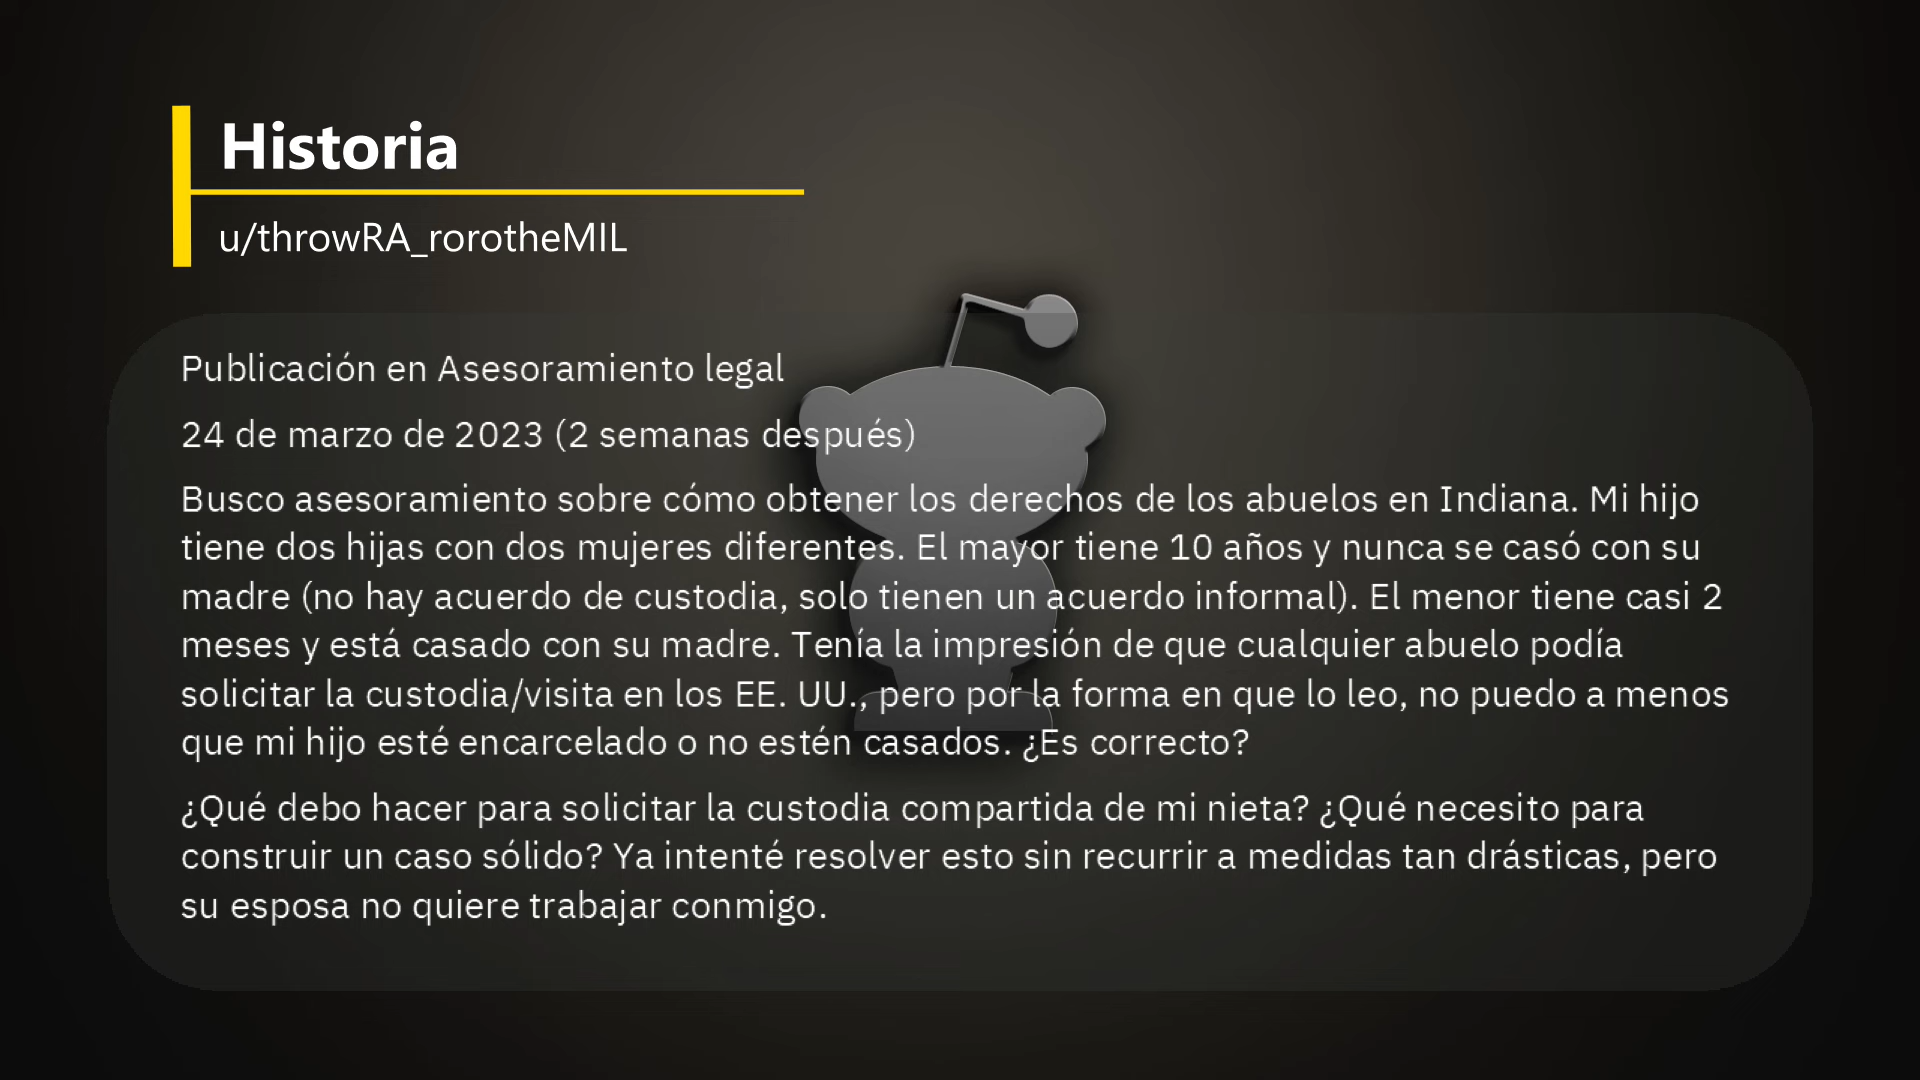 Historia
u/throwRA_rorotheMIL
Publicación en Asesoramiento legal
24 de marzo de 2023 (2 semanas después)
Busco asesoramiento sobre cómo obtener los derechos de los abuelos en Indiana. Mi hijo
tiene dos hijas con dos mujeres diferentes. El mayor tiene 10 años y nunca se casó con su
madre (no hay acuerdo de custodia, solo tienen un acuerdo informal). El menor tiene casi 2
meses y está casado con su madre. Tenía la impresión de que cualquier abuelo podía
solicitar la custodia/visita en los EE. UU., pero por la forma en que lo leo, no puedo a menos
que mi hijo esté encarcelado o no estén casados. ¿Es correcto?
¿Qué debo hacer para solicitar la custodia compartida de mi nieta? ¿Qué necesito para
construir un caso sólido? Ya intenté resolver esto sin recurrir a medidas tan drásticas, pero
su esposa no quiere trabajar conmigo.